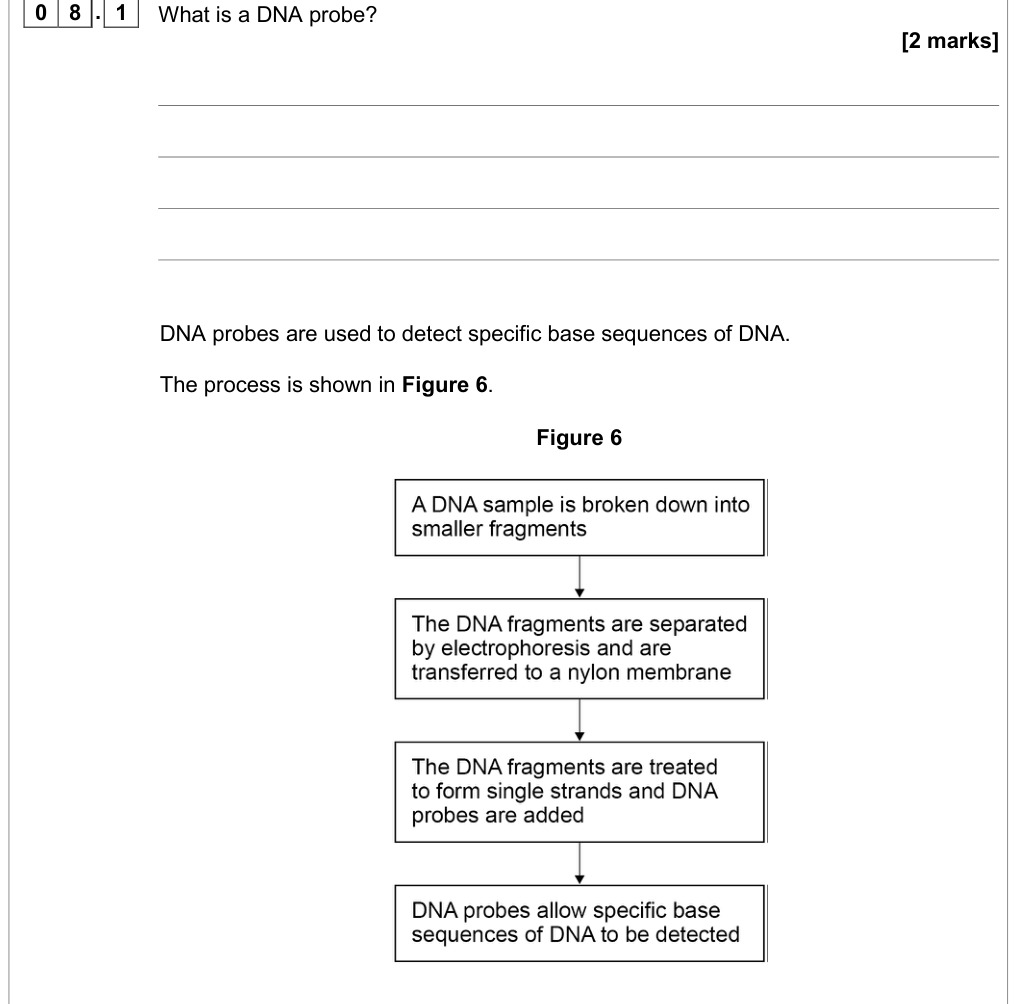 08.1 What is a DNA probe?
[2 marks]
DNA probes are used to detect specific base sequences of DNA.
The process is shown in Figure 6.
Figure 6
A DNA sample is broken down into
smaller fragments
The DNA fragments are separated
by electrophoresis and are
transferred to a nylon membrane
The DNA fragments are treated
to form single strands and DNA
probes are added
DNA probes allow specific base
sequences of DNA to be detected